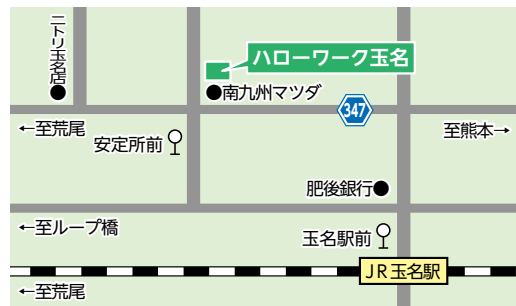 ニトリ玉名店
ハローワーク玉名
南九州マツダ
347
←至荒尾
安定所前
至熊本→
肥後銀行
←至ループ橋
玉名駅前
JR玉名駅
←至荒尾